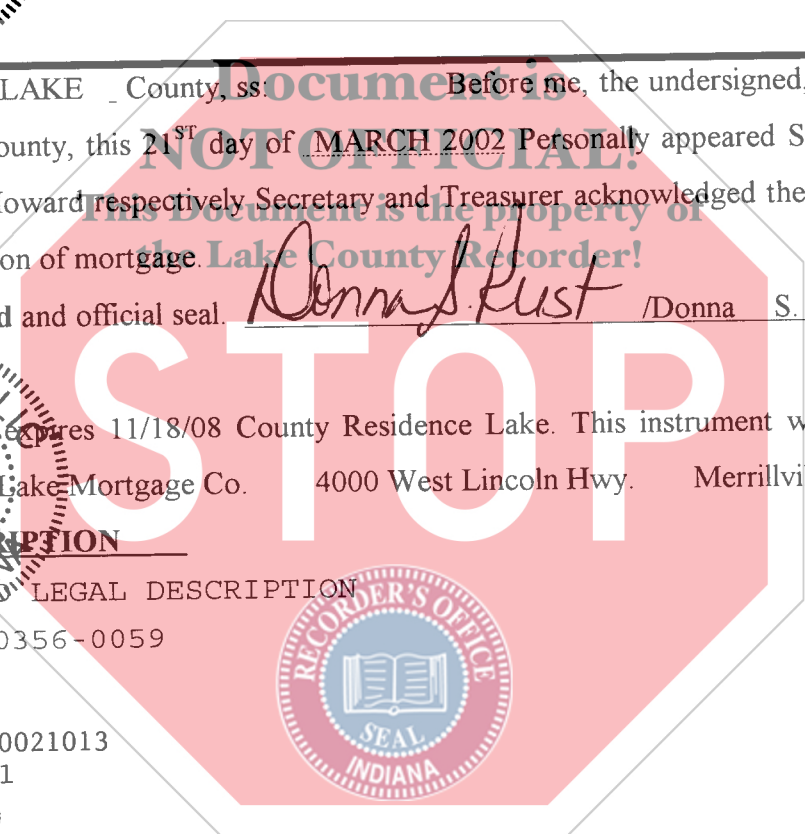 LAKE _ County, ss: Before me, the undersigned,
Document is
ounty, this 21ST day of MARCH 2002 Personally appeared S
NOT OFFICIAL!
Howard respectively Secretary and Treasurer acknowledged the
This Document is the property of
on of mortgage.
the Lake County Recorder!
d and official seal. Donna S. Rust /Donna S.
STOP
expires 11/18/08 County Residence Lake. This instrument w
Lake Mortgage Co. 4000 West Lincoln Hwy. Merrillvi
IPTION
LEGAL DESCRIPTION
0356-0059
RECORDER'S OFFICE
SEAL
INDIANA
0021013
1